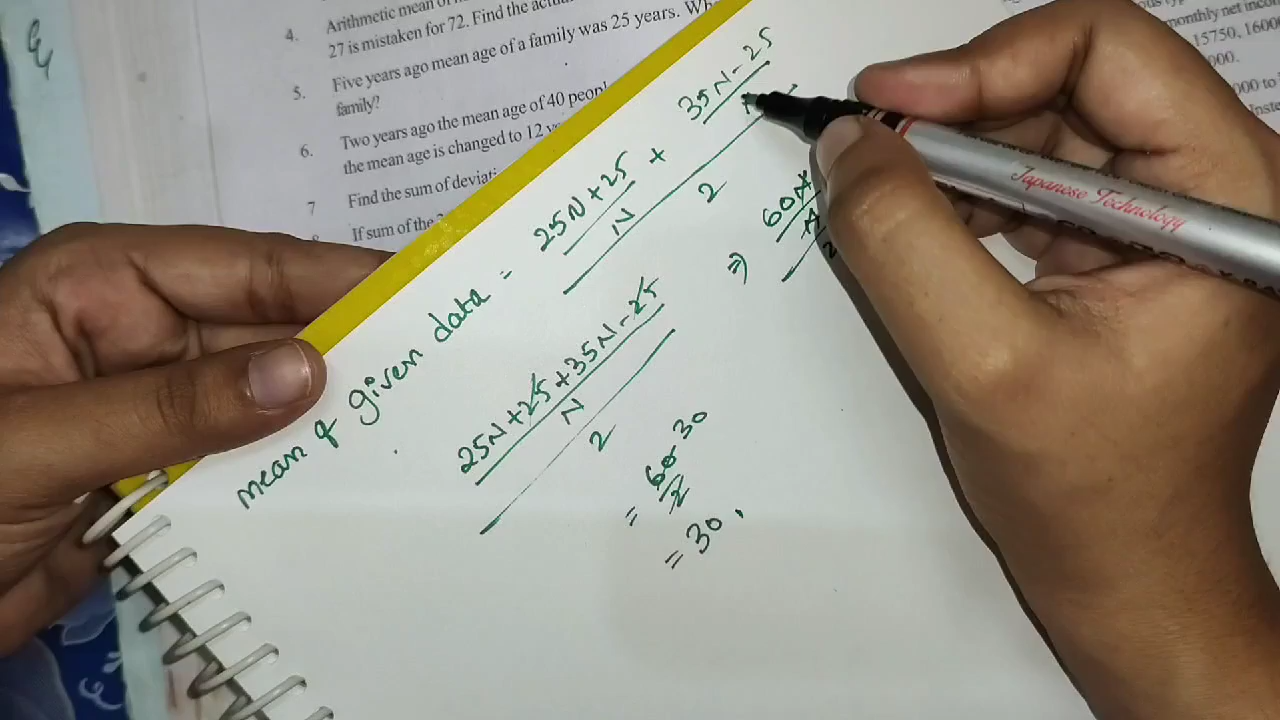 4. Arithmetic mean of
27 is mistaken for 72. Find the actu
5. Five years ago mean age of a family was 25 years. Wh
family?
6. Two years ago the mean age of 40 peopl
the mean age is changed to 12
7 Find the sum of deviati
If sum of the
monthly net inco
15750, 1600
000.
000 to
mean of given data = 25N + 25 / N + 35N - 25 / 2
25N + 25 + 35N - 25 / N / 2
⇒ 60N / N / 2
= 60 / 2 30
= 30.
Japanese Technology